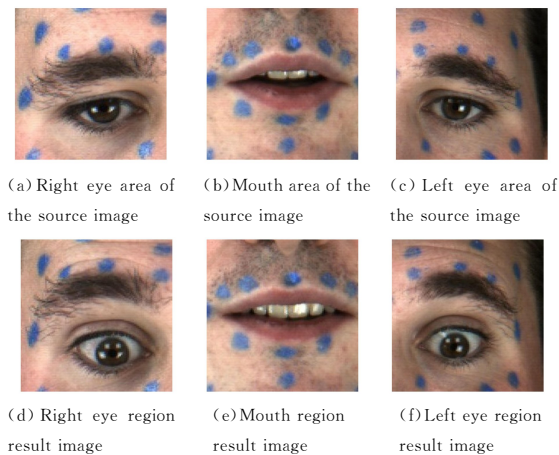 (a) Right eye area of
the source image
(b)Mouth area of the
source image
(c) Left eye area of
the source image
(d) Right eye region
result image
(e)Mouth region
result image
(f)Left eye region
result image